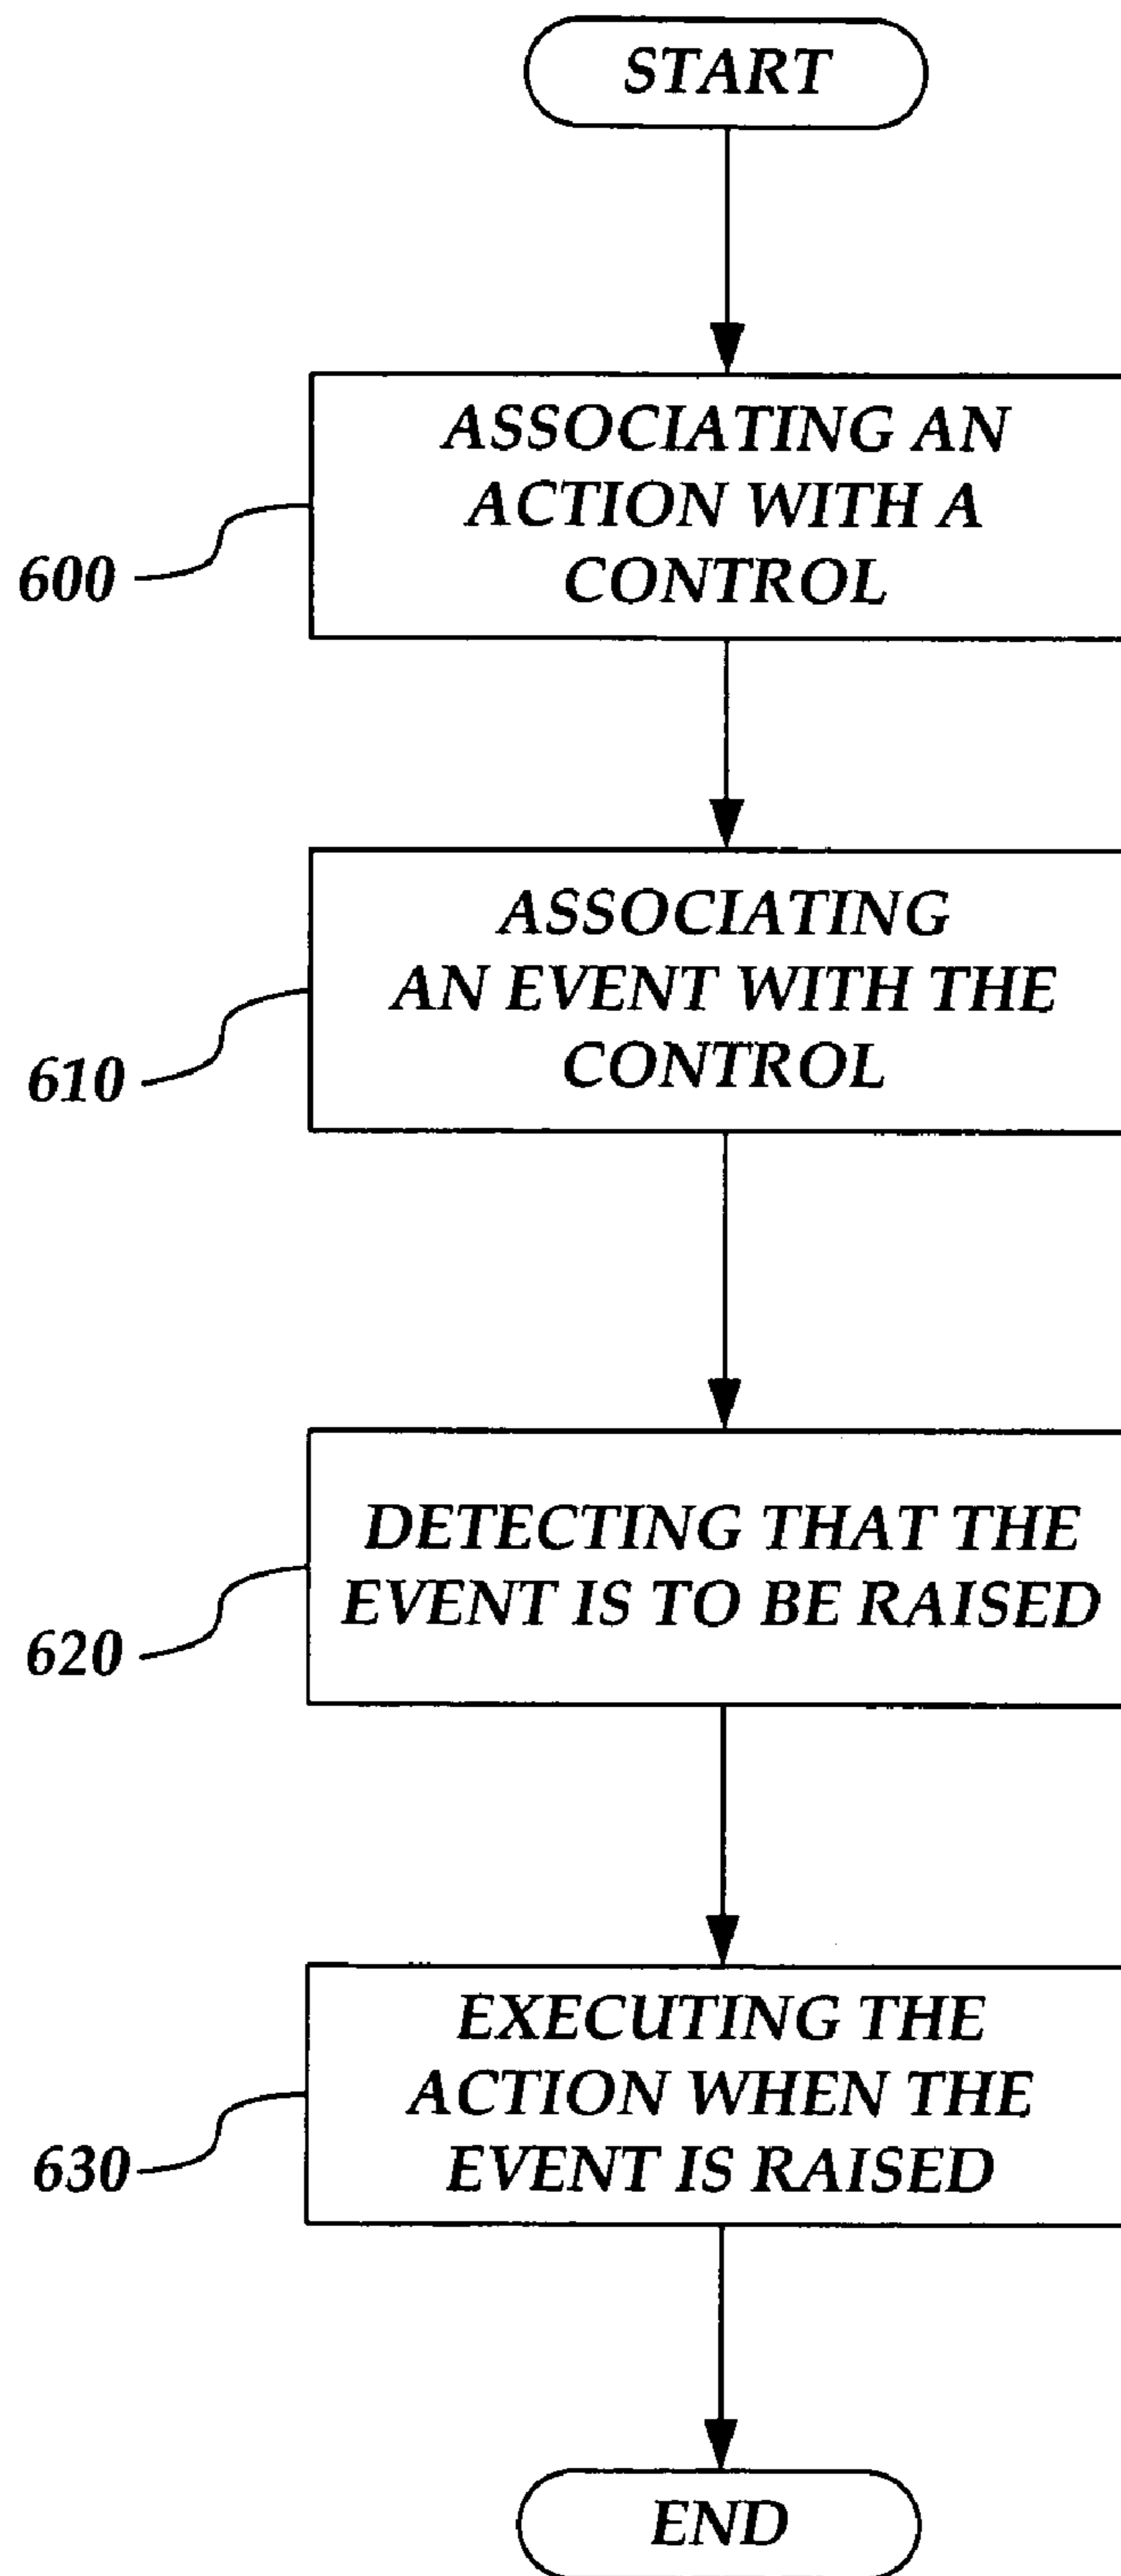 START
ASSOCIATING AN
ACTION WITH A
CONTROL
600
ASSOCIATING
AN EVENT WITH THE
CONTROL
610
DETECTING THAT THE
EVENT IS TO BE RAISED
620
EXECUTING THE
ACTION WHEN THE
EVENT IS RAISED
630
END